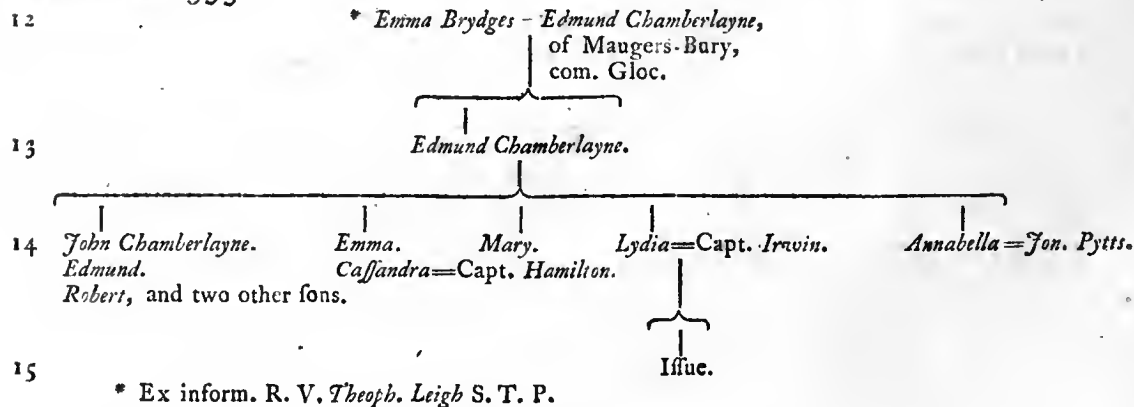 12 * Emma Brydges – Edmund Chamberlayne,
of Maugers-Bury,
com. Gloc.
13 Edmund Chamberlayne.
14 John Chamberlayne. Emma. Mary. Lydia=Capt. Irwin. Annabella=Jon. Pytts.
Edmund. Caſſandra=Capt. Hamilton.
Robert, and two other ſons.
15 Iſſue.
* Ex inform. R. V. Theoph. Leigh S. T. P.